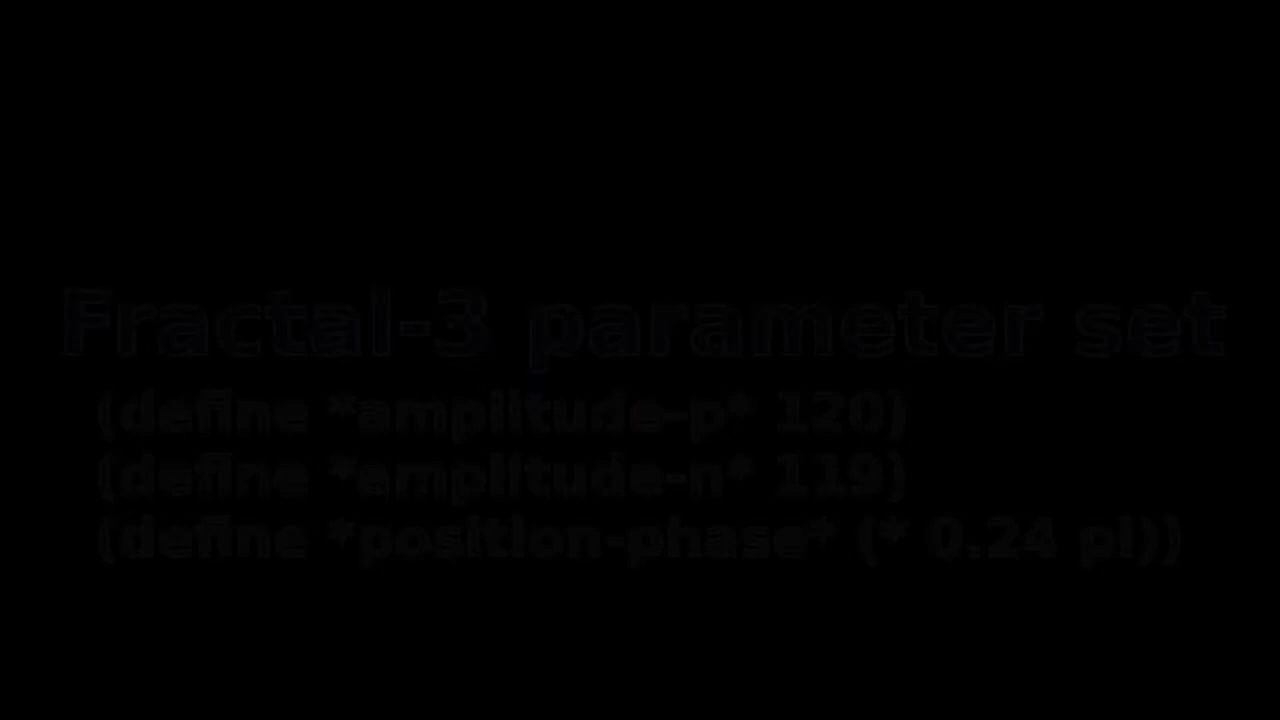 Fractal-3 parameter set
(define *amplitude-p* 120)
(define *amplitude-n* 119)
(define *position-phase* (* 0.24 pi))